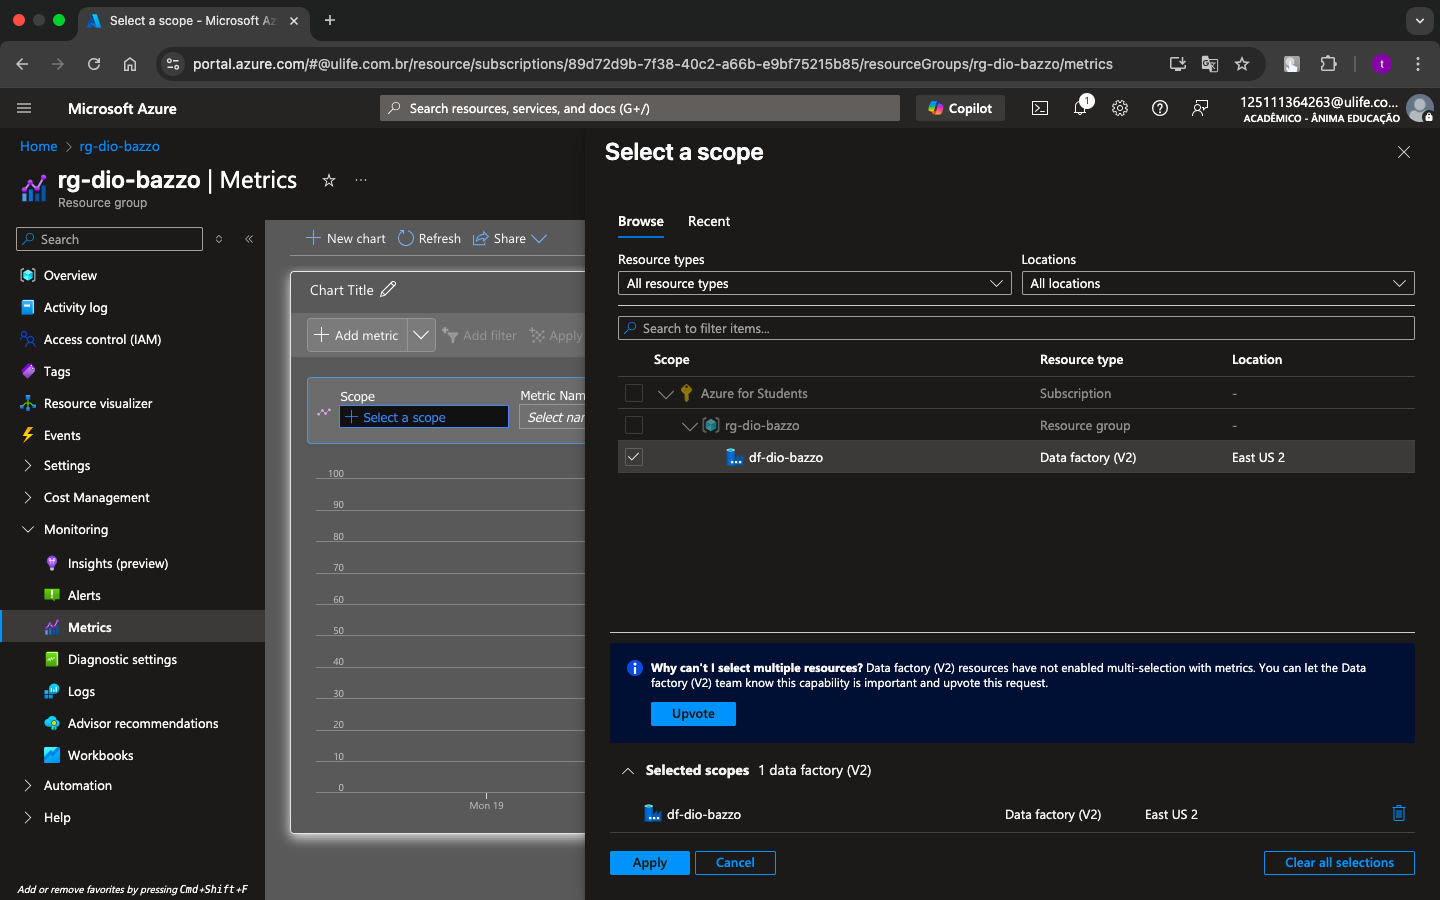 Select a scope - Microsoft Az
portal.azure.com/#@ulife.com.br/resource/subscriptions/89d72d9b-7f38-40c2-a66b-e9bf75215b85/resourceGroups/rg-dio-bazzo/metrics
t
Microsoft Azure
Search resources, services, and docs (G+/)
Copilot
1
125111364263@ulife.co...
ACADÊMICO - ÂNIMA EDUCAÇÃO
Home > rg-dio-bazzo
rg-dio-bazzo | Metrics
Resource group
Search
Overview
Activity log
Access control (IAM)
Tags
Resource visualizer
Events
Settings
Cost Management
Monitoring
Insights (preview)
Alerts
Metrics
Diagnostic settings
Logs
Advisor recommendations
Workbooks
Automation
Help
Add or remove favorites by pressing Cmd+Shift+F
New chart Refresh Share
Chart Title
Add metric Add filter Apply
Scope Metric Nam
Select a scope Select nar
100
90
80
70
60
50
40
30
20
10
0
Mon 19
Select a scope
Browse Recent
Resource types Locations
All resource types All locations
Search to filter items...
Scope Resource type Location
Azure for Students Subscription -
rg-dio-bazzo Resource group -
df-dio-bazzo Data factory (V2) East US 2
Why can't I select multiple resources? Data factory (V2) resources have not enabled multi-selection with metrics. You can let the Data
factory (V2) team know this capability is important and upvote this request.
Upvote
Selected scopes 1 data factory (V2)
df-dio-bazzo Data factory (V2) East US 2
Apply Cancel Clear all selections